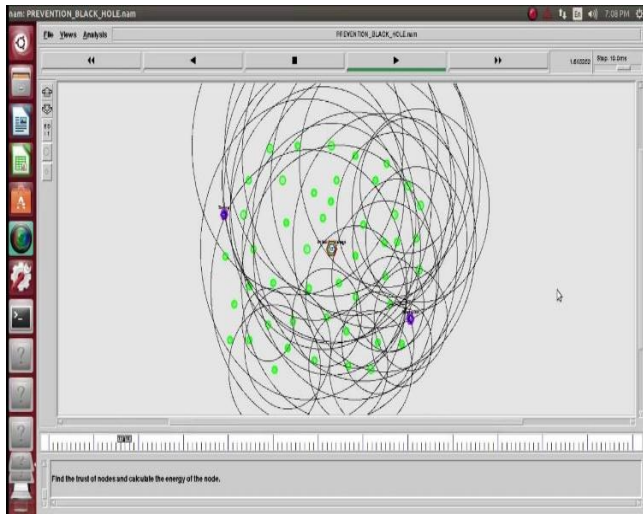 nam: PREVENTION_BLACK_HOLE.nam
En
7:08 PM
File Views Analysis
PREVENTION_BLACK_HOLE.nam
Step: 10.0ms
Find the trust of nodes and calculate the energy of the node.